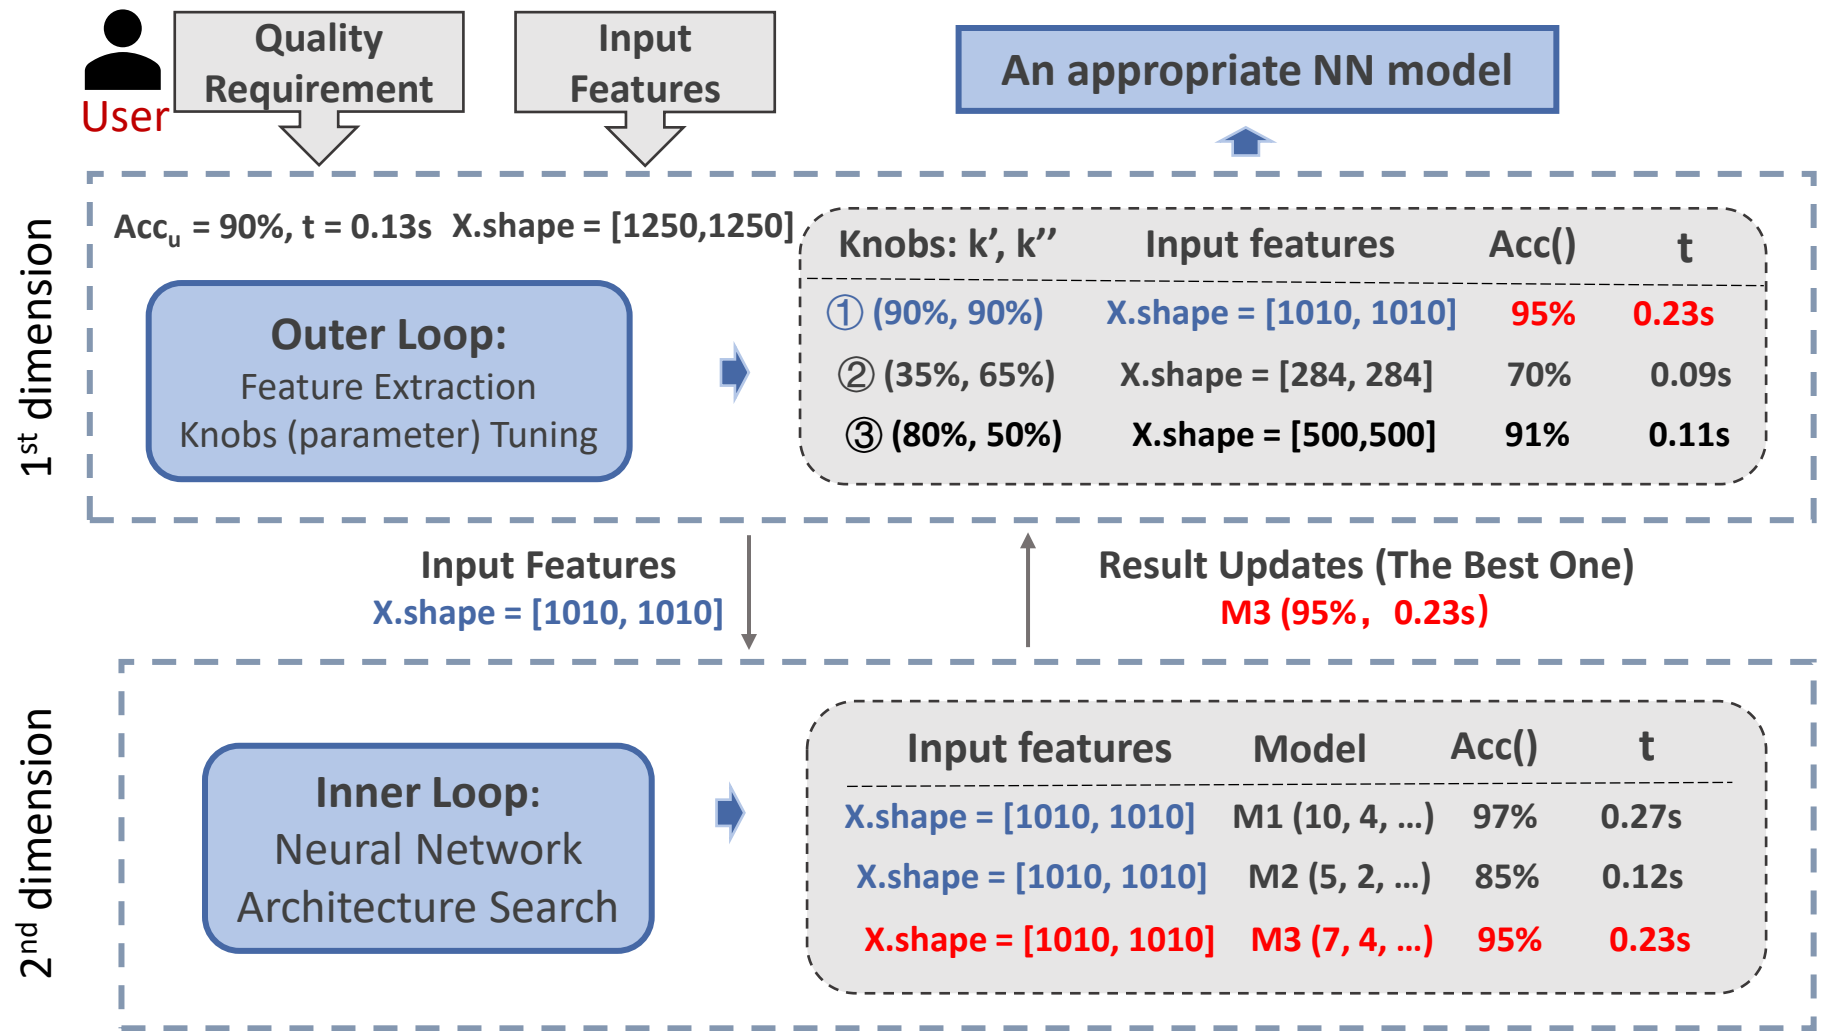 Quality
Requirement
Input
Features
An appropriate NN model
User
1st dimension
Accu = 90%, t = 0.13s
X.shape = [1250,1250]
Outer Loop:
Feature Extraction
Knobs (parameter) Tuning
Knobs: k’, k’’ Input features Acc() t
① (90%, 90%) X.shape = [1010, 1010] 95% 0.23s
② (35%, 65%) X.shape = [284, 284] 70% 0.09s
③ (80%, 50%) X.shape = [500,500] 91% 0.11s
Input Features
X.shape = [1010, 1010]
Result Updates (The Best One)
M3 (95%, 0.23s)
2nd dimension
Inner Loop:
Neural Network
Architecture Search
Input features Model Acc() t
X.shape = [1010, 1010] M1 (10, 4, …) 97% 0.27s
X.shape = [1010, 1010] M2 (5, 2, …) 85% 0.12s
X.shape = [1010, 1010] M3 (7, 4, …) 95% 0.23s